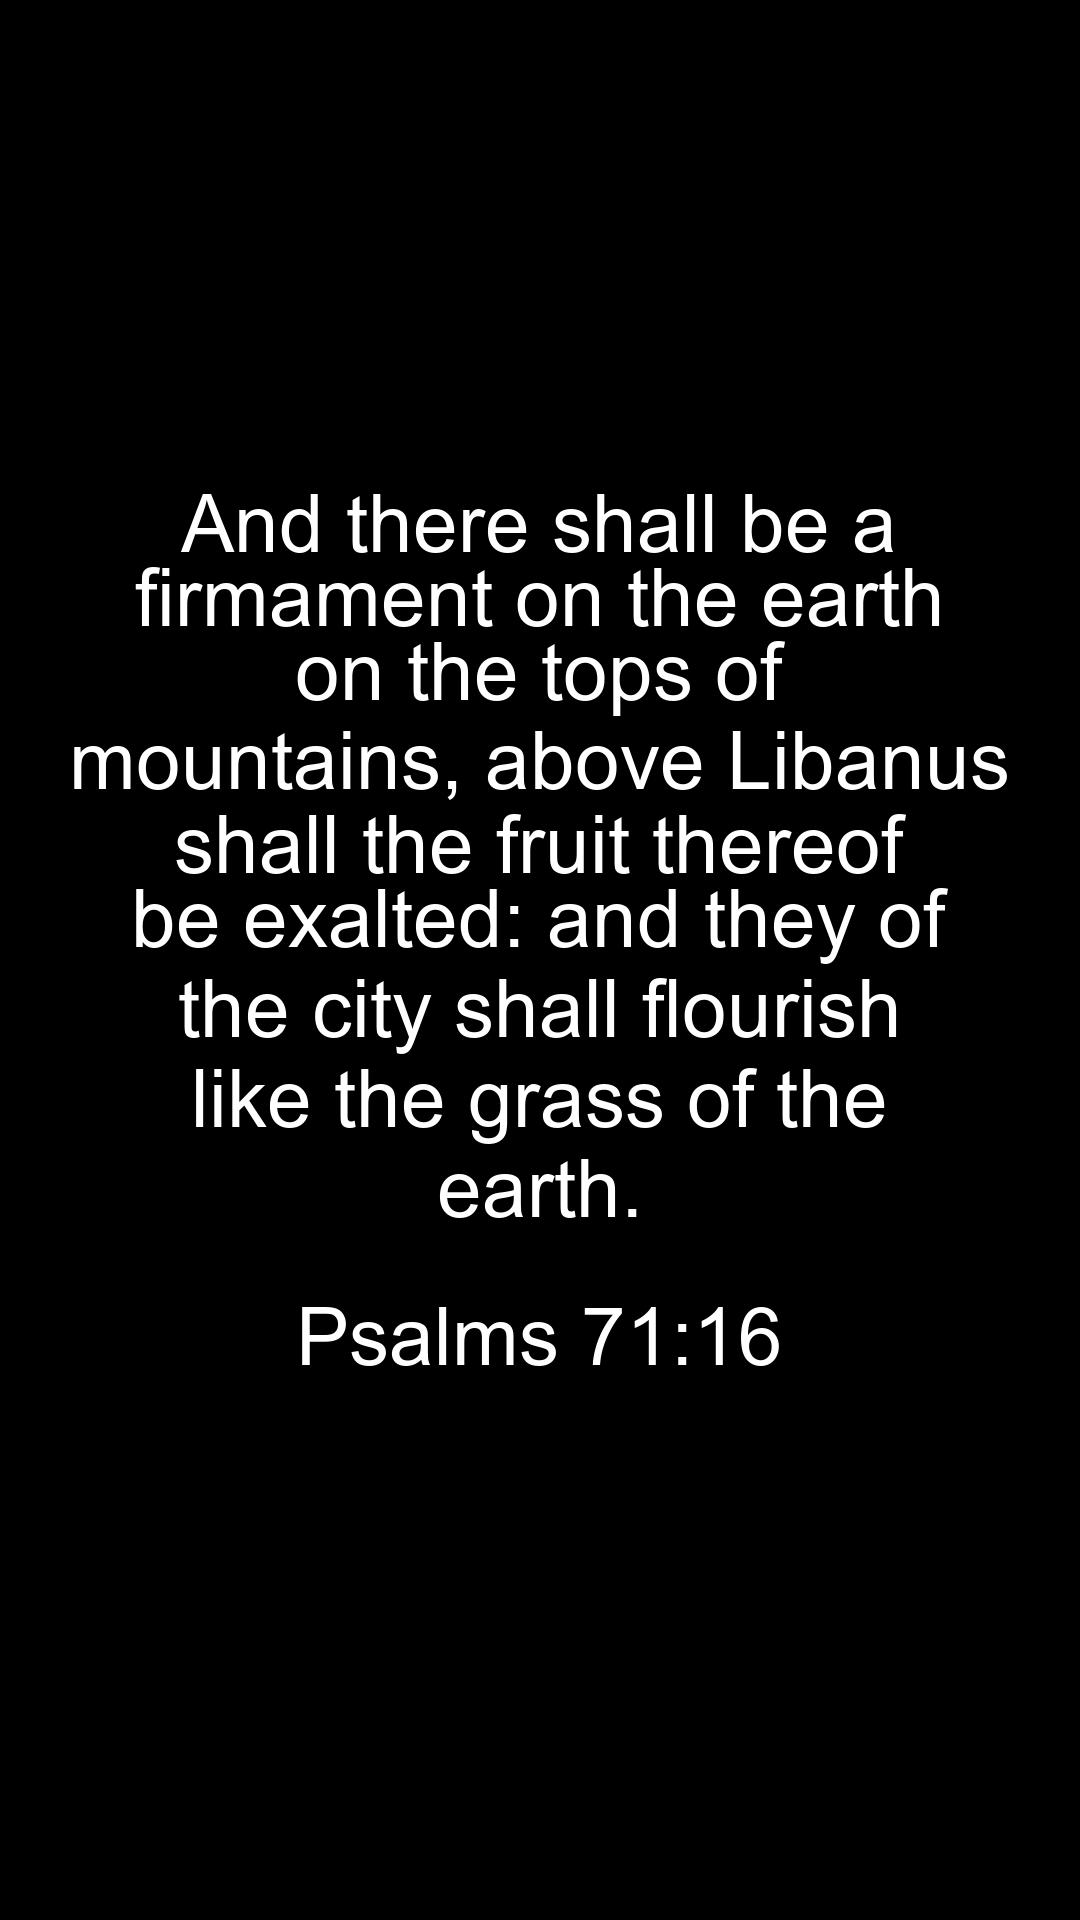 And there shall be a
firmament on the earth
on the tops of
mountains, above Libanus
shall the fruit thereof
be exalted: and they of
the city shall flourish
like the grass of the
earth.
Psalms 71:16